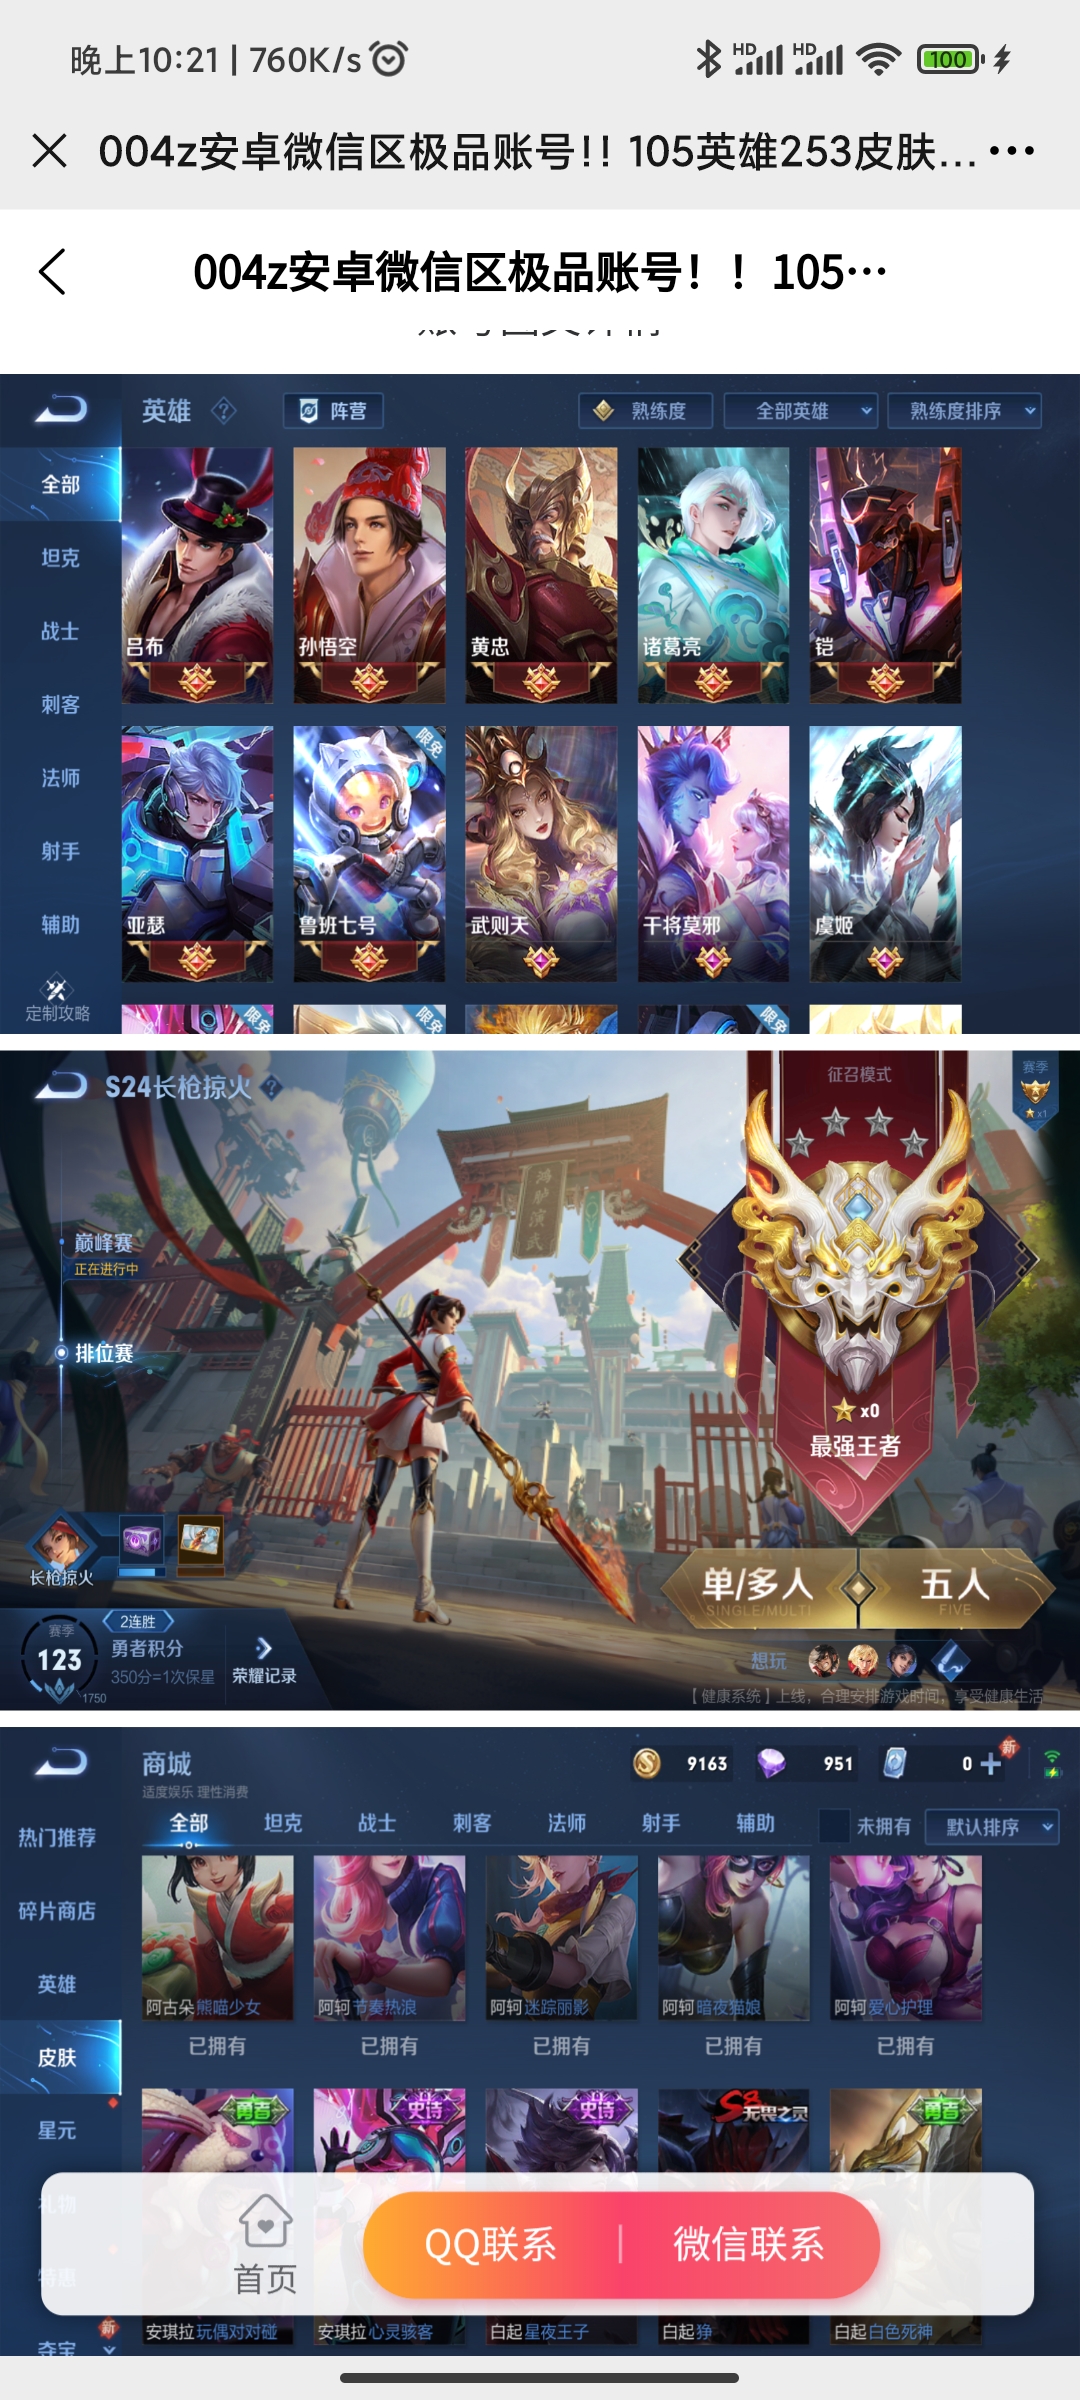 晚上10:21 | 760K/s
HD HD 100
004z安卓微信区极品账号!! 105英雄253皮肤...
004z安卓微信区极品账号！！105...
英雄 ? 阵营 熟练度 全部英雄 熟练度排序
全部
坦克
战士
刺客
法师
射手
辅助
定制攻略
吕布 孙悟空 黄忠 诸葛亮 铠
限免
亚瑟 鲁班七号 武则天 干将莫邪 虞姬
限免 限免 限免
S24长枪掠火 ?
征召模式
赛季
x1
鸿胪演武
巅峰赛
正在进行中
排位赛
x0
最强王者
长枪掠火
单/多人 五人
SINGLE/MULTI FIVE
赛季
123
1750
2连胜
勇者积分
350分=1次保星
荣耀记录
想玩
【健康系统】上线，合理安排游戏时间，享受健康生活
商城
适度娱乐 理性消费
9163 951 0 新
全部 坦克 战士 刺客 法师 射手 辅助 未拥有 默认排序
热门推荐
碎片商店
英雄
皮肤
星元
礼物
特惠
夺宝 新
阿古朵 熊喵少女 阿轲 节奏热浪 阿轲 迷踪丽影 阿轲 暗夜猫娘 阿轲 爱心护理
已拥有 已拥有 已拥有 已拥有 已拥有
勇者 史诗 史诗 S8无畏之灵 勇者
首页
QQ联系 | 微信联系
安琪拉 玩偶对对碰 安琪拉 心灵骇客 白起 星夜王子 白起 狰 白起 白色死神